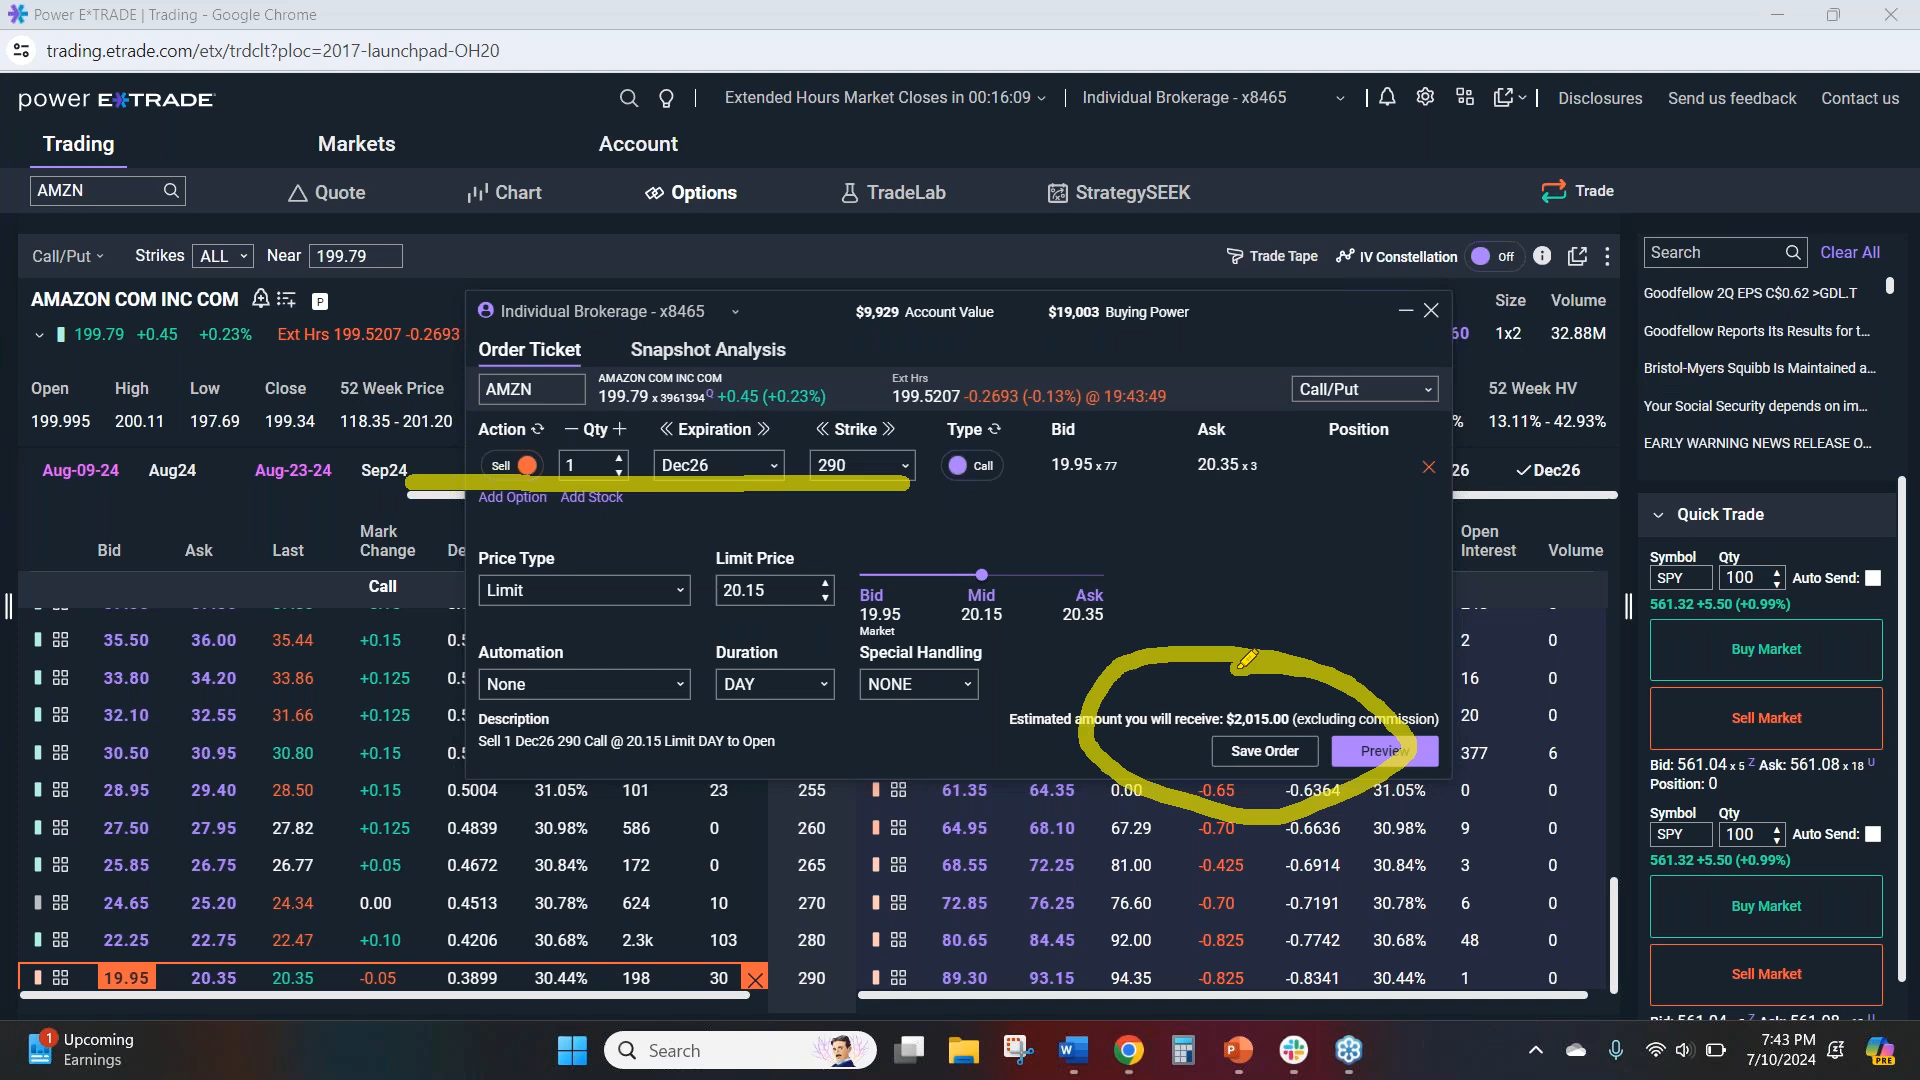 Power E*TRADE | Trading - Google Chrome
trading.etrade.com/etx/trdclt?ploc=2017-launchpad-OH20
power E*TRADE
Extended Hours Market Closes in 00:16:09
Individual Brokerage - x8465
Disclosures Send us feedback Contact us
Trading Markets Account
AMZN Quote Chart Options TradeLab StrategySEEK Trade
Call/Put Strikes ALL Near 199.79 Trade Tape IV Constellation Off
AMAZON COM INC COM P
199.79 +0.45 +0.23% Ext Hrs 199.5207 -0.2693
Open High Low Close 52 Week Price
199.995 200.11 197.69 199.34 118.35 - 201.20
Aug-09-24 Aug24 Aug-23-24 Sep24
Size Volume
60 1x2 32.88M
52 Week HV
% 13.11% - 42.93%
26 Dec26
Individual Brokerage - x8465 $9,929 Account Value $19,003 Buying Power
Order Ticket Snapshot Analysis
AMZN
AMAZON COM INC COM
199.79 x 3961394 Q +0.45 (+0.23%)
Ext Hrs
199.5207 -0.2693 (-0.13%) @ 19:43:49
Call/Put
Action Qty Expiration Strike Type Bid Ask Position
Sell 1 Dec26 290 Call 19.95 x 77 20.35 x 3
Add Option Add Stock
Price Type Limit Price
Limit 20.15
Bid Mid Ask
19.95 20.15 20.35
Market
Automation Duration Special Handling
None DAY NONE
Description
Sell 1 Dec26 290 Call @ 20.15 Limit DAY to Open
Estimated amount you will receive: $2,015.00 (excluding commission)
Save Order Preview
Bid Ask Last Mark Change De
Call
Open Interest Volume
35.50 36.00 35.44 +0.15 0.5 2 0
33.80 34.20 33.86 +0.125 0.5 16 0
32.10 32.55 31.66 +0.125 0.5 20 0
30.50 30.95 30.80 +0.15 0.5 377 6
28.95 29.40 28.50 +0.15 0.5004 31.05% 101 23 255 61.35 64.35 0.00 -0.65 -0.6364 31.05% 0 0
27.50 27.95 27.82 +0.125 0.4839 30.98% 586 0 260 64.95 68.10 67.29 -0.70 -0.6636 30.98% 9 0
25.85 26.75 26.77 +0.05 0.4672 30.84% 172 0 265 68.55 72.25 81.00 -0.425 -0.6914 30.84% 3 0
24.65 25.20 24.34 0.00 0.4513 30.78% 624 10 270 72.85 76.25 76.60 -0.70 -0.7191 30.78% 6 0
22.25 22.75 22.47 +0.10 0.4206 30.68% 2.3k 103 280 80.65 84.45 92.00 -0.825 -0.7742 30.68% 48 0
19.95 20.35 20.35 -0.05 0.3899 30.44% 198 30 290 89.30 93.15 94.35 -0.825 -0.8341 30.44% 1 0
Search Clear All
Goodfellow 2Q EPS C$0.62 >GDL.T
Goodfellow Reports Its Results for t...
Bristol-Myers Squibb Is Maintained a...
Your Social Security depends on im...
EARLY WARNING NEWS RELEASE O...
Quick Trade
Symbol Qty
SPY 100 Auto Send:
561.32 +5.50 (+0.99%)
Buy Market
Sell Market
Bid: 561.04 x 5 Z Ask: 561.08 x 18 U
Position: 0
Symbol Qty
SPY 100 Auto Send:
561.32 +5.50 (+0.99%)
Buy Market
Sell Market
1 Upcoming
Earnings
Search
7:43 PM
7/10/2024
PRE